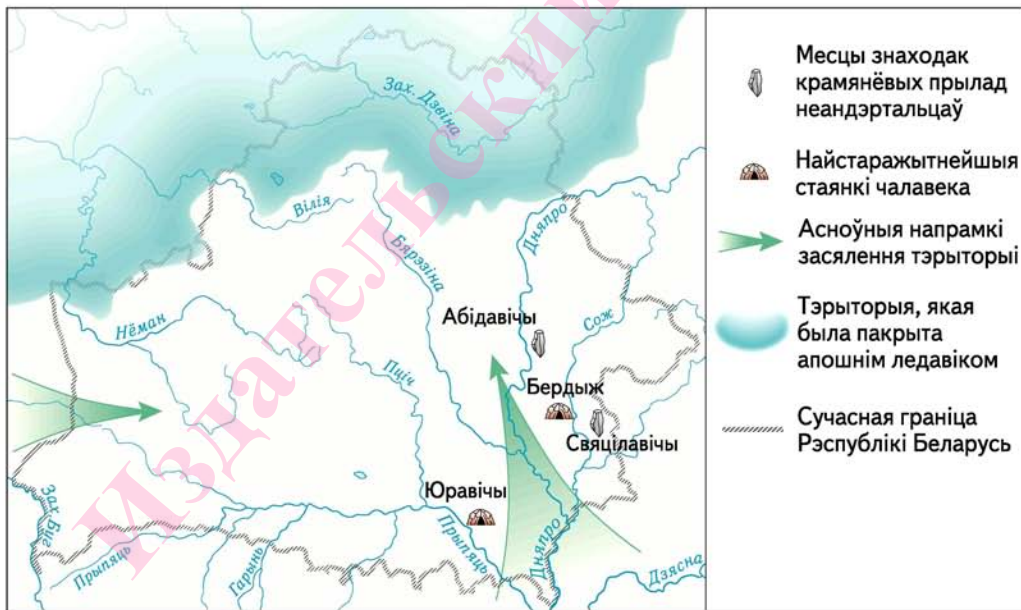 Зах. Дзвіна
Вілія
Бярэзіна
Дняпро
Нёман
Абідавічы
Сож
Пціч
Бердыж
Свяцілавічы
Юравічы
Зах. Буг
Прыпяць
Гарынь
Прыпяць
Дняпро
Дзясна
Месцы знаходак
крамянёвых прылад
неандэртальцаў
Найстаражытнейшыя
стаянкі чалавека
Асноўныя напрамкі
засялення тэрыторыі
Тэрыторыя, якая
была пакрыта
апошнім ледавіком
Сучасная граніца
Рэспублікі Беларусь
Издательский